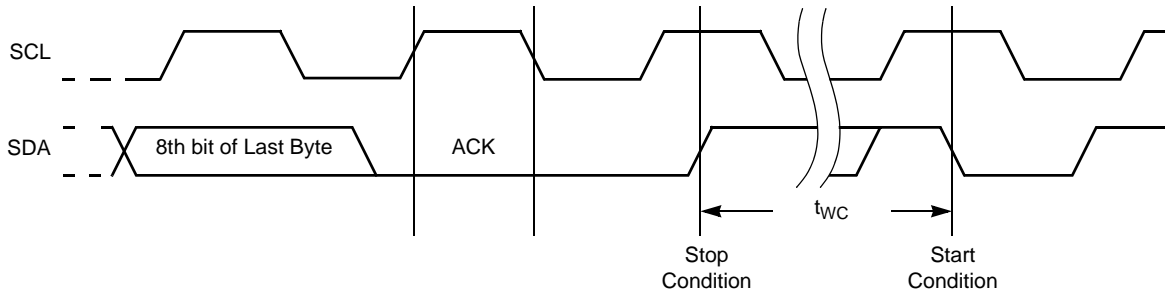 SCL
SDA
8th bit of Last Byte
ACK
tWC
Stop
Condition
Start
Condition